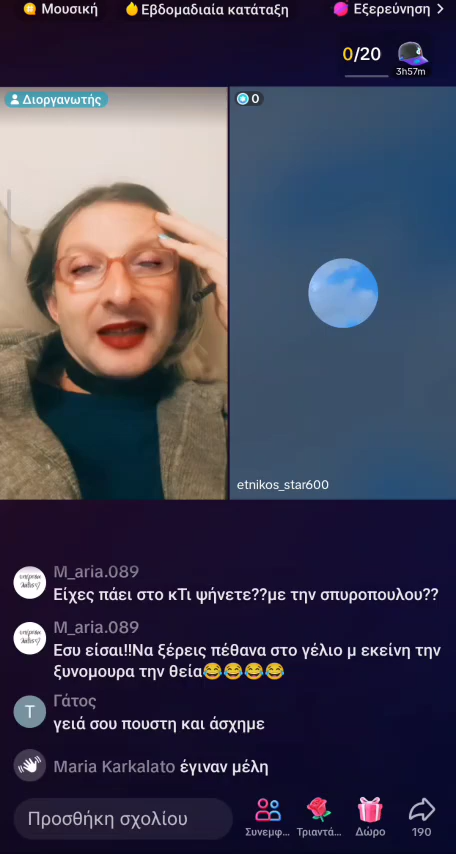 Μουσική Εβδομαδιαία κατάταξη Εξερεύνηση
0/20
3h57m
Διοργανωτής
0
etnikos_star600
M_aria.089
Είχες πάει στο κΤι ψήνετε??με την σπυροπουλου??
M_aria.089
Εσυ είσαι!!Να ξέρεις πέθανα στο γέλιο μ εκείνη την
ξυνομουρα την θεία😂😂😂😂
Γάτος
T
γειά σου πουστη και άσχημε
Maria Karkalato έγιναν μέλη
Προσθήκη σχολίου
Συνεμφ... Τριαντά... Δώρο 190